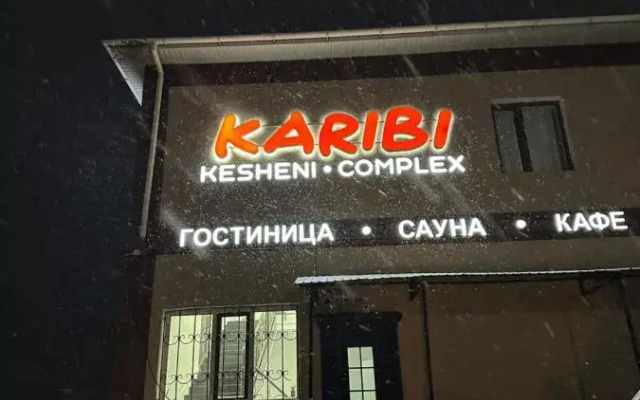 KARIBI
KESHENI • COMPLEX
ГОСТИНИЦА • САУНА • КАФЕ